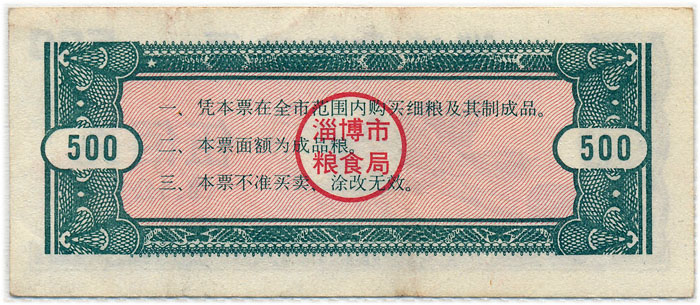 一、凭本票在全市范围内购买细粮及其制成品。
二、本票面额为成品粮。
三、本票不准买卖、涂改无效。
淄博市
粮食局
500
500